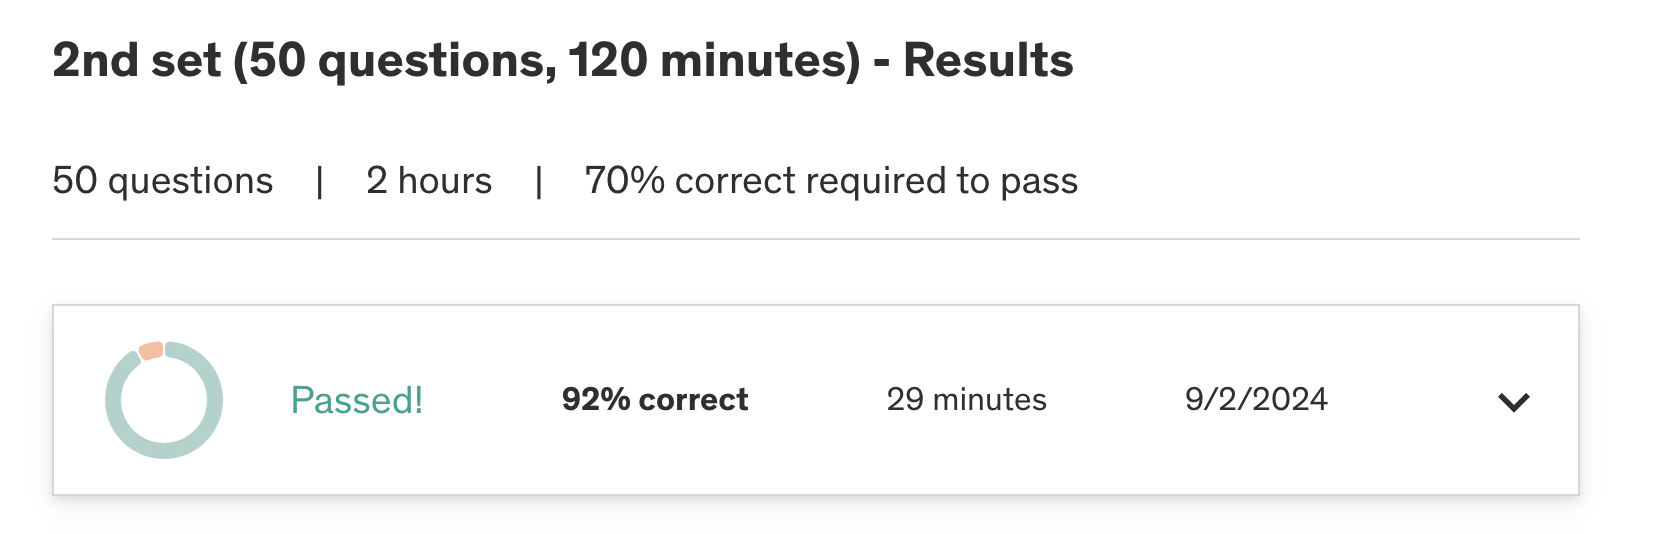 2nd set (50 questions, 120 minutes) - Results
50 questions | 2 hours | 70% correct required to pass
Passed! 92% correct 29 minutes 9/2/2024